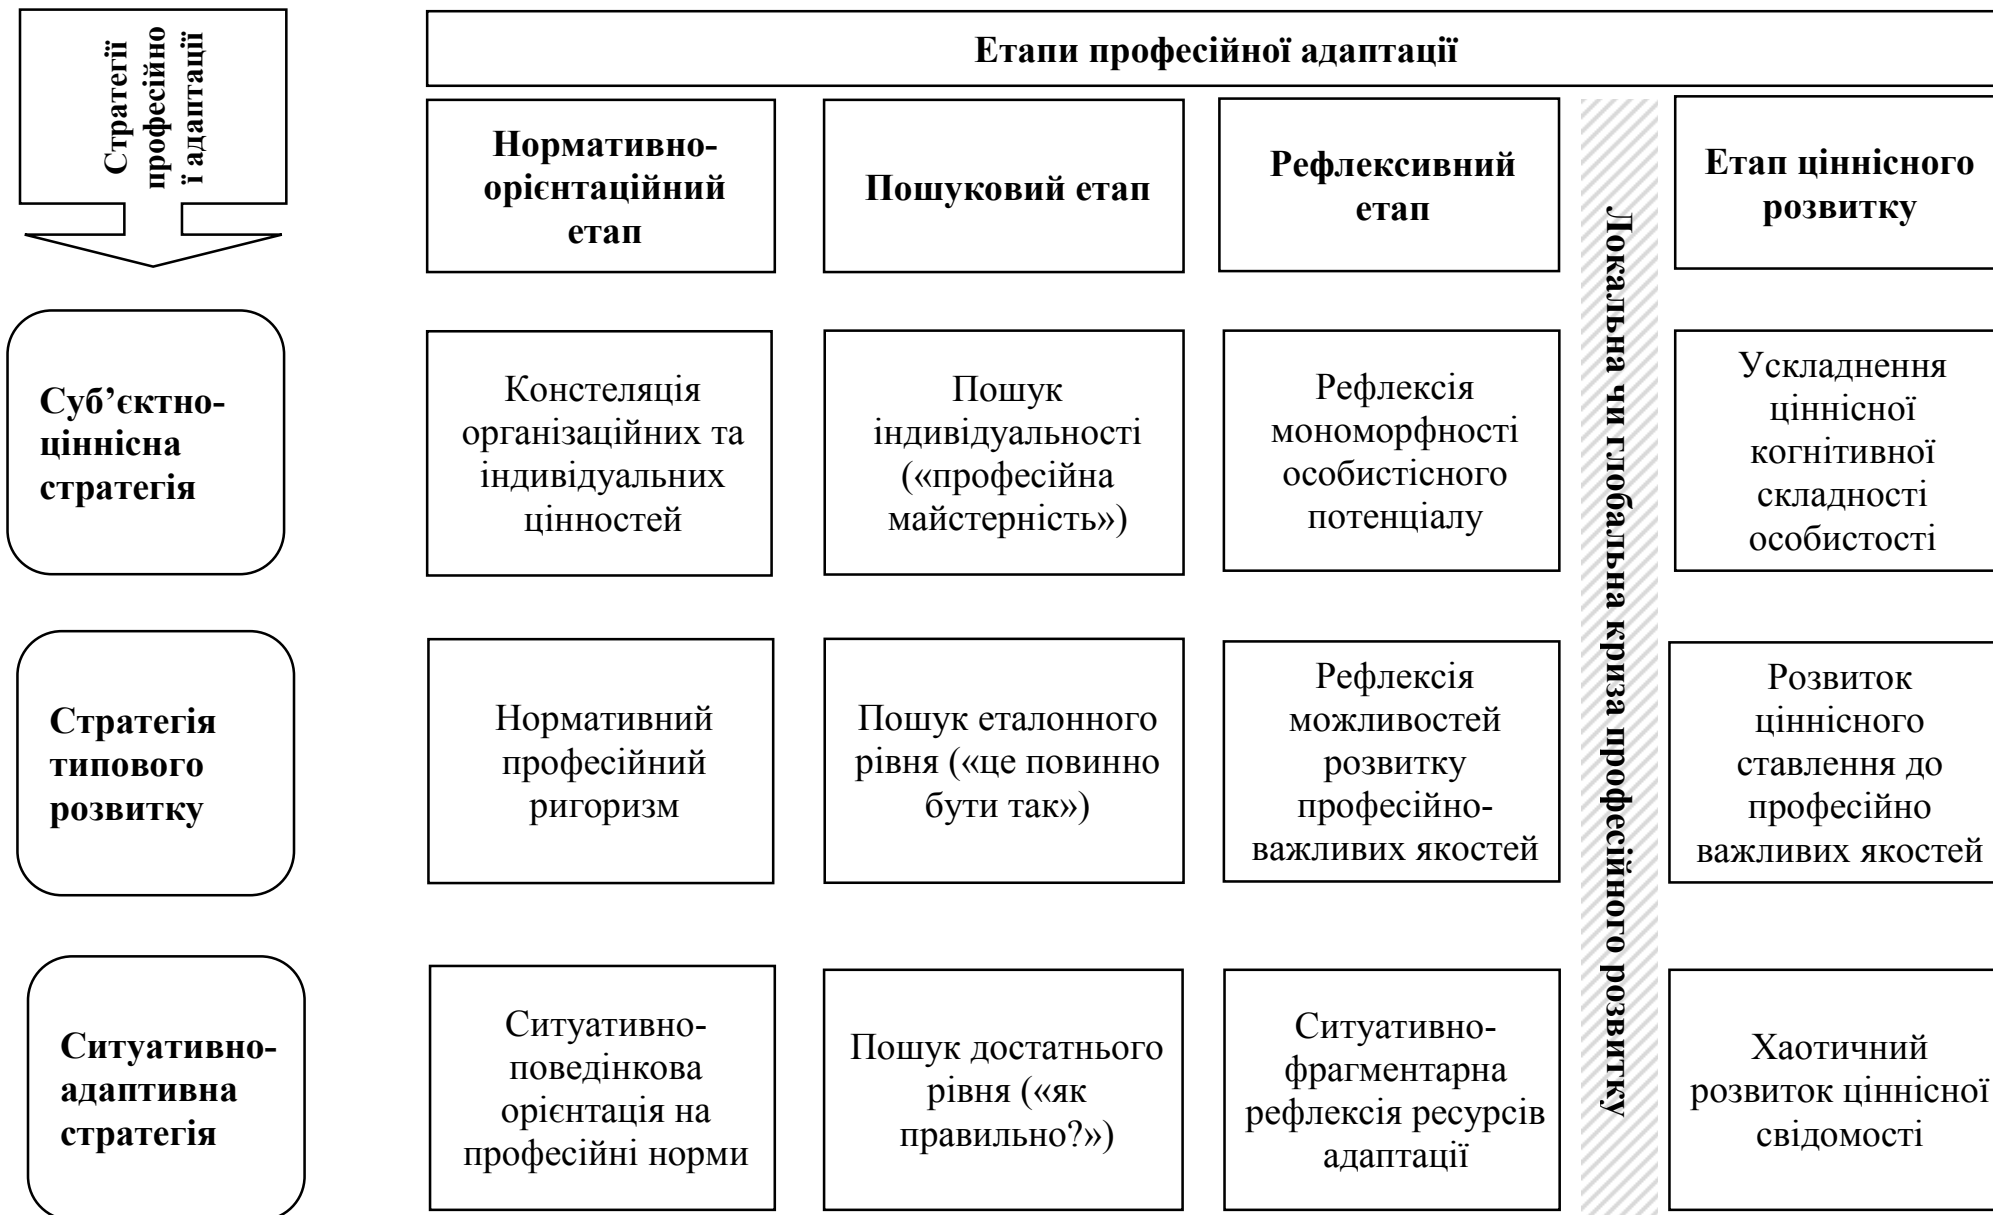 Стратегії
професійно
ї адаптації
Етапи професійної адаптації
Нормативно-
орієнтаційний
етап
Пошуковий етап
Рефлексивний
етап
Етап ціннісного
розвитку
Локальна чи глобальна криза професійного розвитку
Суб’єктно-
ціннісна
стратегія
Констеляція
організаційних та
індивідуальних
цінностей
Пошук
індивідуальності
(«професійна
майстерність»)
Рефлексія
мономорфності
особистісного
потенціалу
Ускладнення
ціннісної
когнітивної
складності
особистості
Стратегія
типового
розвитку
Нормативний
професійний
ригоризм
Пошук еталонного
рівня («це повинно
бути так»)
Рефлексія
можливостей
розвитку
професійно-
важливих якостей
Розвиток
ціннісного
ставлення до
професійно
важливих якостей
Ситуативно-
адаптивна
стратегія
Ситуативно-
поведінкова
орієнтація на
професійні норми
Пошук достатнього
рівня («як
правильно?»)
Ситуативно-
фрагментарна
рефлексія ресурсів
адаптації
Хаотичний
розвиток ціннісної
свідомості